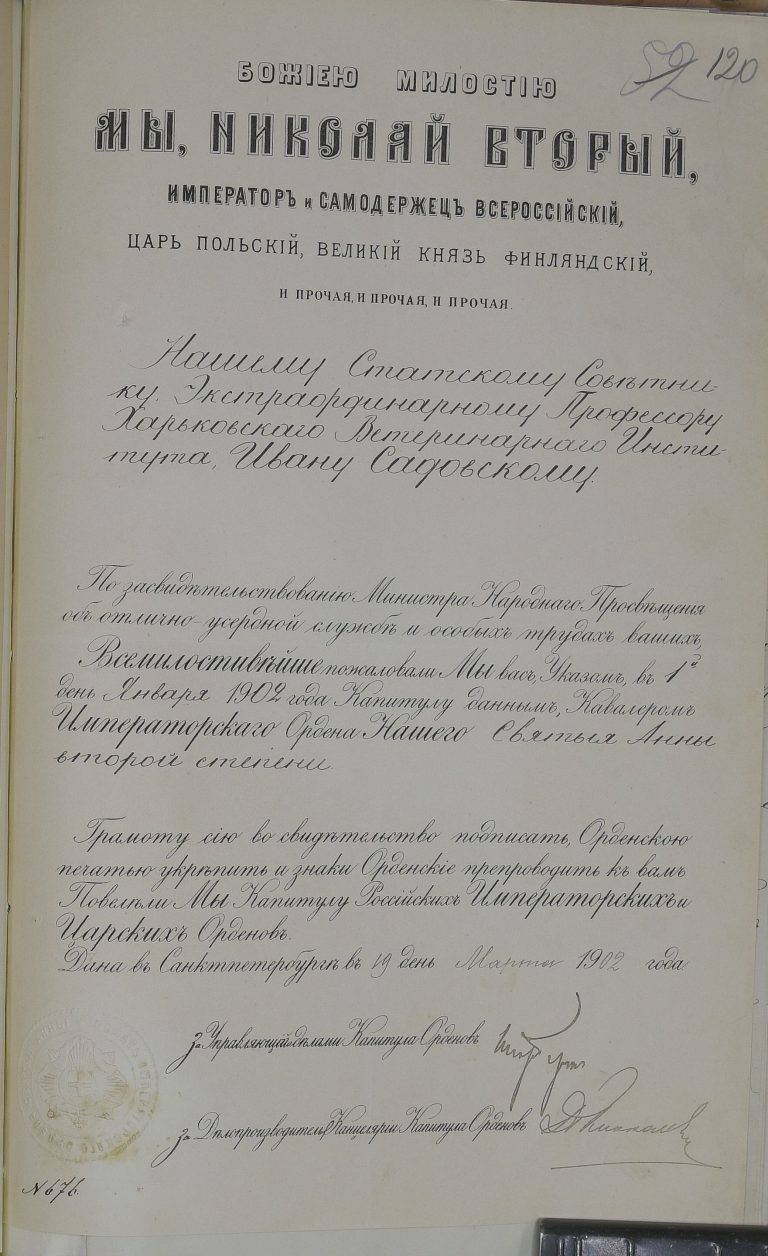 52 120
БОЖІЕЮ МИЛОСТІЮ
МЫ, НИКОЛАЙ ВТОРЫЙ,
ИМПЕРАТОРЪ и САМОДЕРЖЕЦЪ ВСЕРОССІЙСКІЙ,
ЦАРЬ ПОЛЬСКІЙ, ВЕЛИКІЙ КНЯЗЬ ФИНЛЯНДСКІЙ,
И ПРОЧАЯ, И ПРОЧАЯ, И ПРОЧАЯ.
Нашему Статскому Совѣтни-
ку, Экстраординарному Профессору
Харьковскаго Ветеринарнаго Инсти-
тута, Ивану Садовскому.
По засвидѣтельствованію Министра Народнаго Просвѣщенія
объ отлично-усердной службѣ и особыхъ трудахъ вашихъ,
Всемилостивѣйше пожаловали Мы васъ, Указомъ, въ 1й
день Января 1902 года Капитулу даннымъ, Кавалеромъ
Императорскаго Ордена Нашего Святыя Анны
второй степени.
Грамоту сію во свидѣтельство подписать, Орденскою
печатью укрѣпить и знаки Орденскіе препроводить къ вамъ
Повелѣли Мы Капитулу Россійскихъ Императорскихъ и
Царскихъ Орденовъ.
Дана въ Санктпетербургѣ въ 19 день Марта 1902 года
за Управляющаго дѣлами Капитула Орденовъ
за Дѣлопроизводителя Канцеляріи Капитула Орденовъ
№ 676.